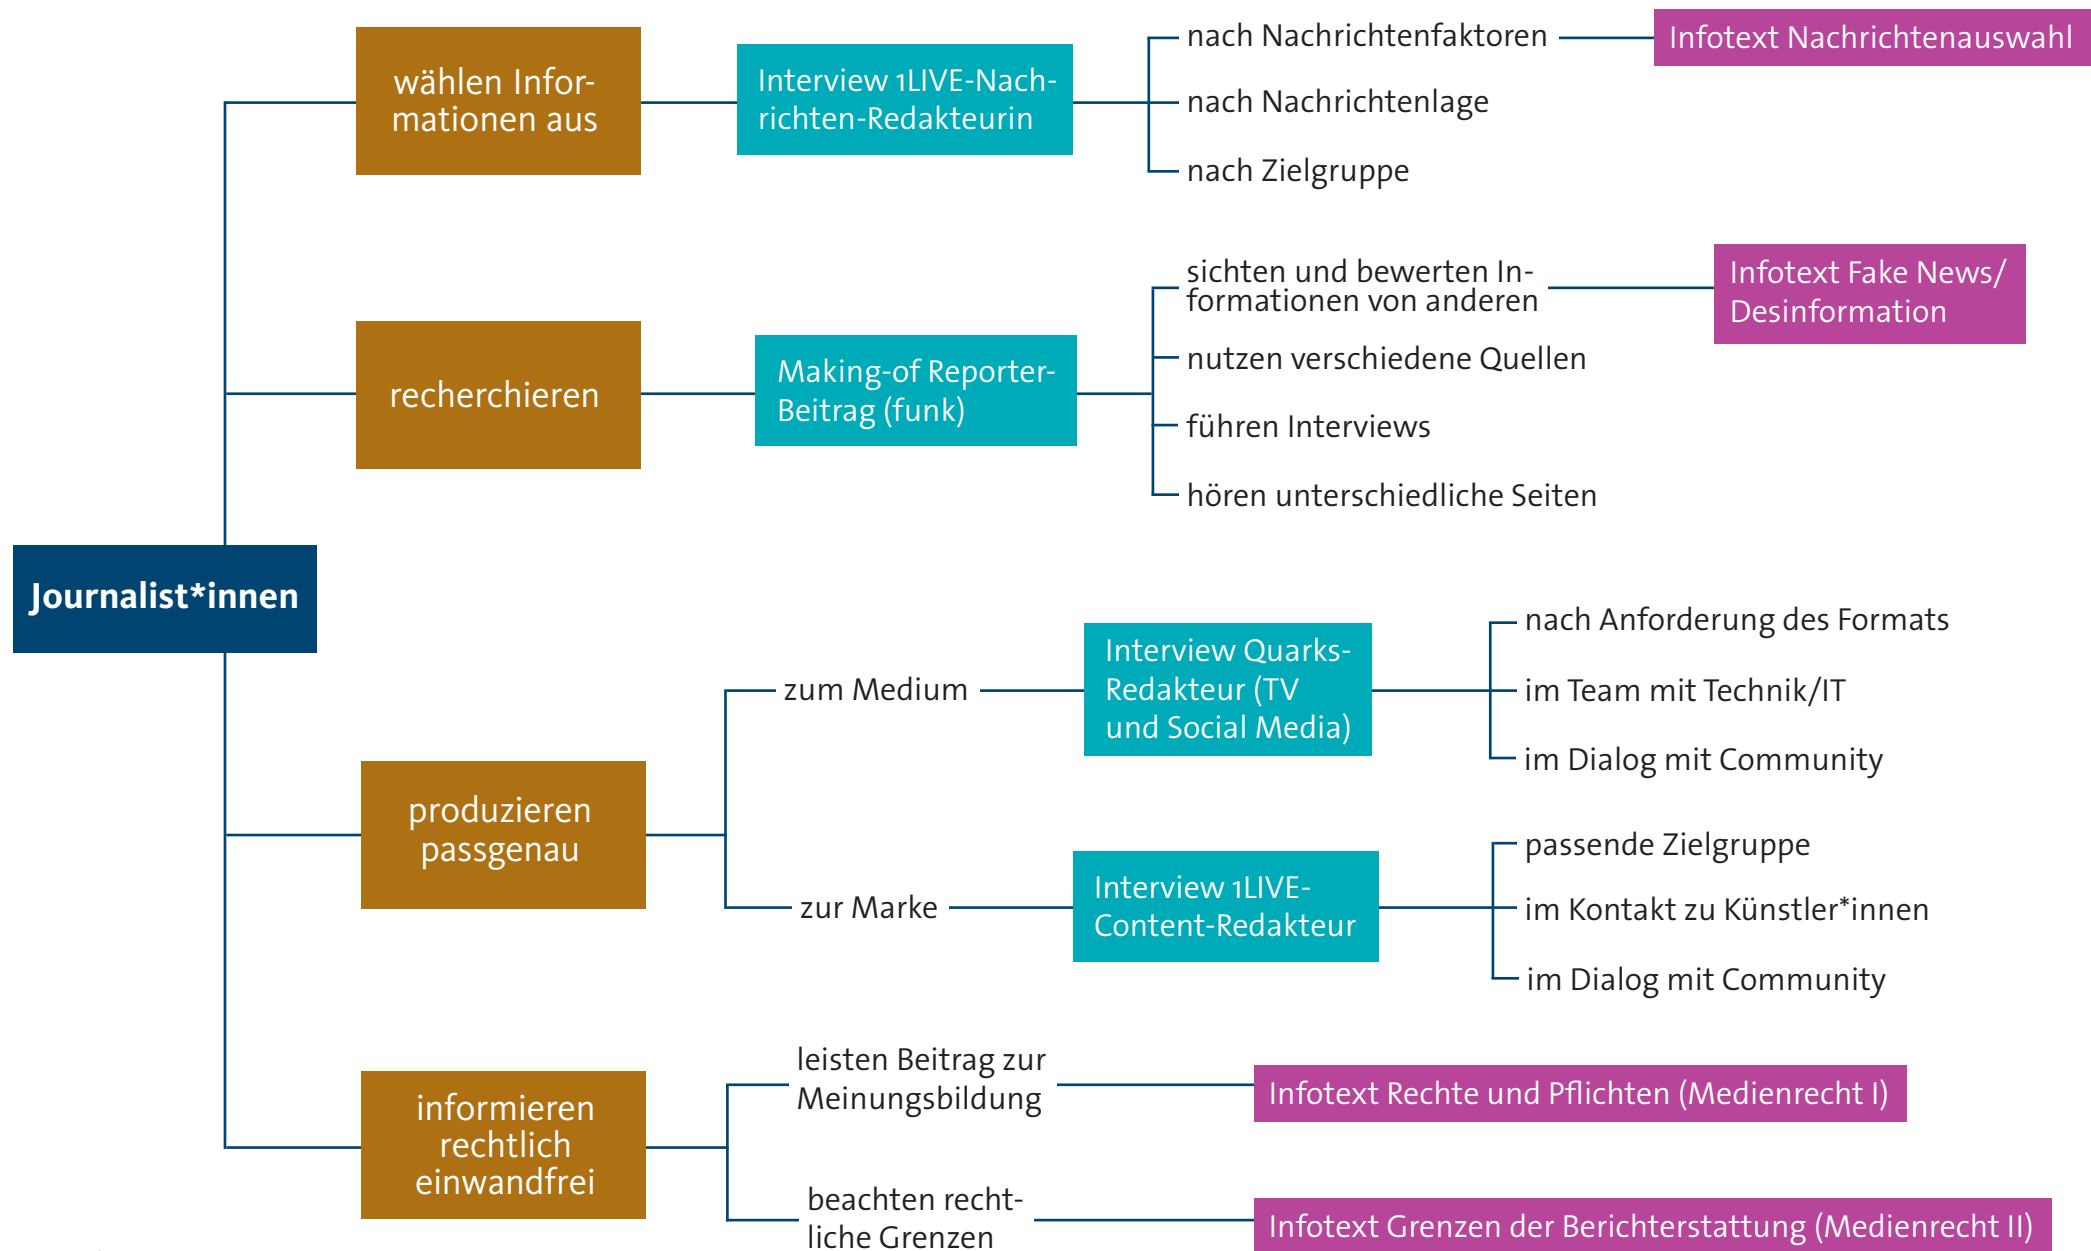 Journalist*innen
wählen Infor-
mationen aus
Interview 1LIVE-Nach-
richten-Redakteurin
nach Nachrichtenfaktoren
Infotext Nachrichtenauswahl
nach Nachrichtenlage
nach Zielgruppe
recherchieren
Making-of Reporter-
Beitrag (funk)
sichten und bewerten In-
formationen von anderen
Infotext Fake News/
Desinformation
nutzen verschiedene Quellen
führen Interviews
hören unterschiedliche Seiten
produzieren
passgenau
zum Medium
Interview Quarks-
Redakteur (TV
und Social Media)
nach Anforderung des Formats
im Team mit Technik/IT
im Dialog mit Community
zur Marke
Interview 1LIVE-
Content-Redakteur
passende Zielgruppe
im Kontakt zu Künstler*innen
im Dialog mit Community
informieren
rechtlich
einwandfrei
leisten Beitrag zur
Meinungsbildung
Infotext Rechte und Pflichten (Medienrecht I)
beachten recht-
liche Grenzen
Infotext Grenzen der Berichterstattung (Medienrecht II)